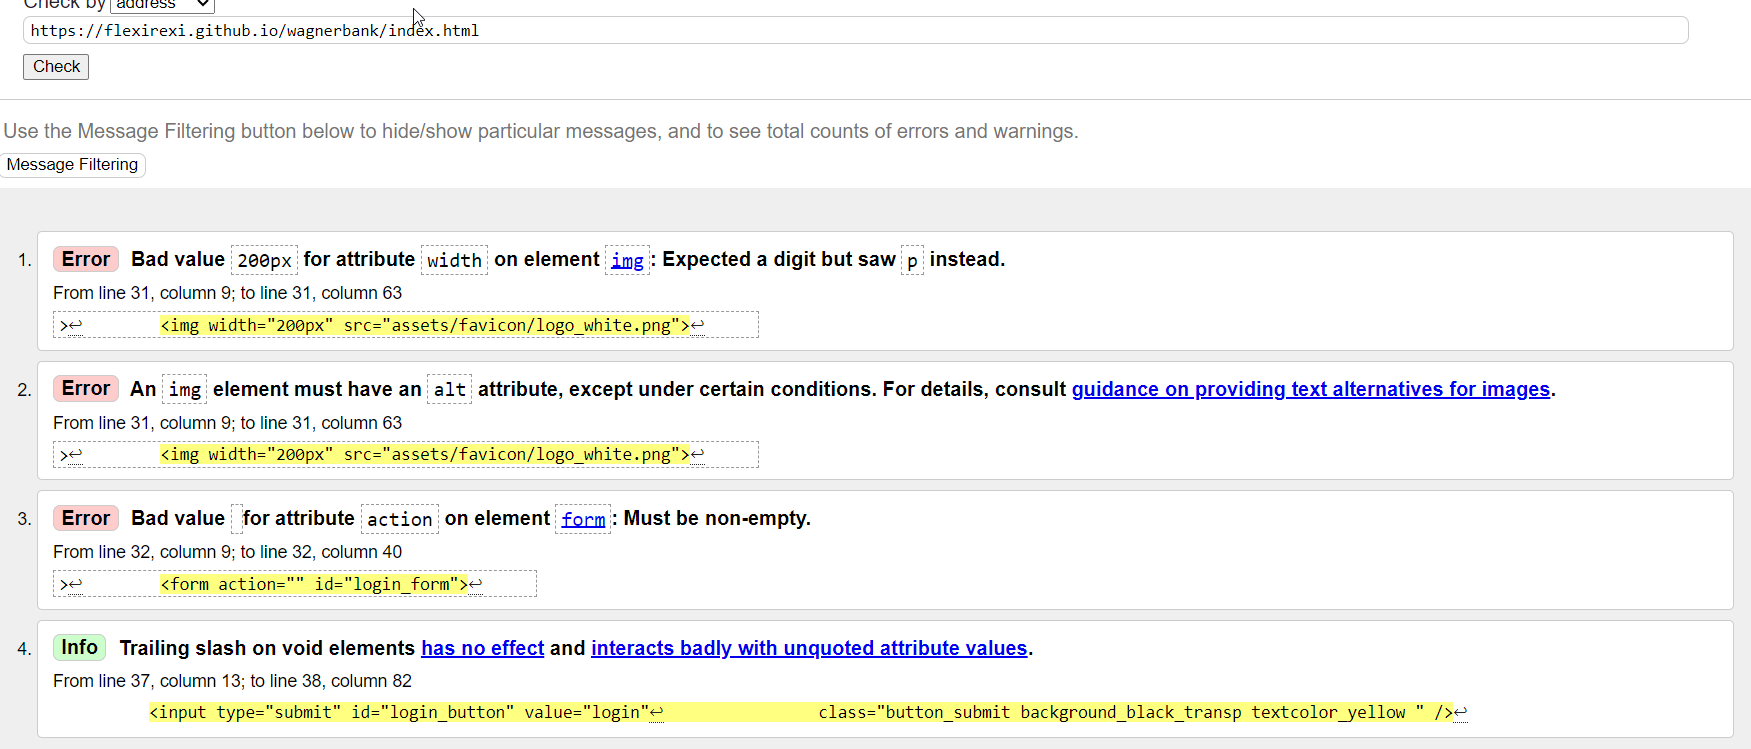 Check by address
https://flexirexi.github.io/wagnerbank/index.html
Check
Use the Message Filtering button below to hide/show particular messages, and to see total counts of errors and warnings.
Message Filtering
1. Error Bad value 200px for attribute width on element img: Expected a digit but saw p instead.
From line 31, column 9; to line 31, column 63
>↩ <img width="200px" src="assets/favicon/logo_white.png">↩
2. Error An img element must have an alt attribute, except under certain conditions. For details, consult guidance on providing text alternatives for images.
From line 31, column 9; to line 31, column 63
>↩ <img width="200px" src="assets/favicon/logo_white.png">↩
3. Error Bad value for attribute action on element form: Must be non-empty.
From line 32, column 9; to line 32, column 40
>↩ <form action="" id="login_form">↩
4. Info Trailing slash on void elements has no effect and interacts badly with unquoted attribute values.
From line 37, column 13; to line 38, column 82
<input type="submit" id="login_button" value="login"↩ class="button_submit background_black_transp textcolor_yellow " />↩